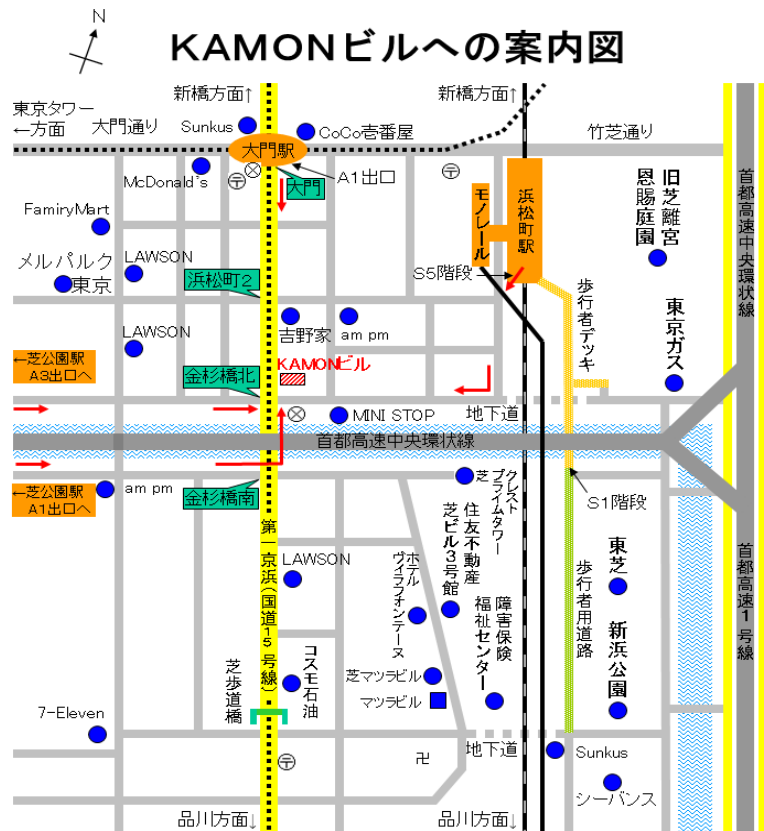 N
KAMONビルへの案内図
新橋方面↑
新橋方面↑
東京タワー
←方面
大門通り
Sunkus
CoCo壱番屋
竹芝通り
大門駅
A1出口
McDonald's
大門
〒
〒
モノレール
浜松町駅
旧芝離宮
恩賜庭園
首都高速中央環状線
FamiryMart
LAWSON
メルパルク
東京
浜松町2
S5階段
歩行者デッキ
東京ガス
吉野家
am pm
LAWSON
←芝公園駅
A3出口へ
KAMONビル
金杉橋北
MINI STOP
地下道
首都高速中央環状線
←芝公園駅
A1出口へ
am pm
金杉橋南
芝
クレスト
プライムタワー
S1階段
第一京浜(国道15号線)
LAWSON
ホテル
ヴィラフォンテーヌ
住友不動産
芝ビル3号館
障害保険
福祉センター
歩行者用道路
東芝
新浜公園
首都高速1号線
芝歩道橋
コスモ石油
芝マツラビル
マツラビル
7-Eleven
〒
卍
地下道
Sunkus
シーバンス
品川方面↓
品川方面↓